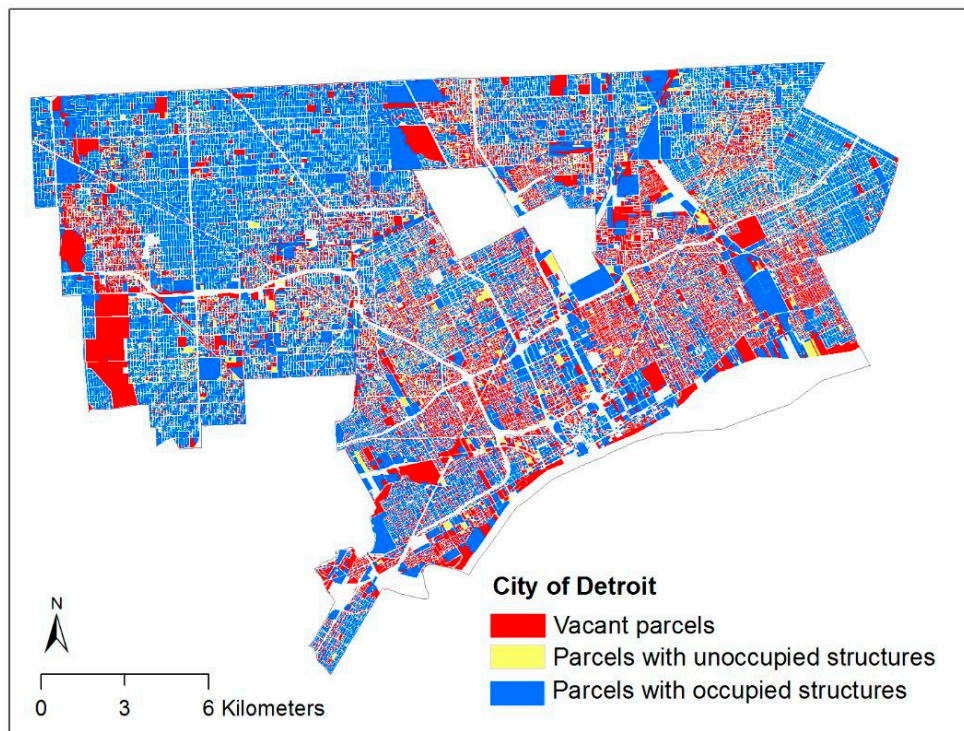 City of Detroit
Vacant parcels
Parcels with unoccupied structures
Parcels with occupied structures
N
0 3 6 Kilometers